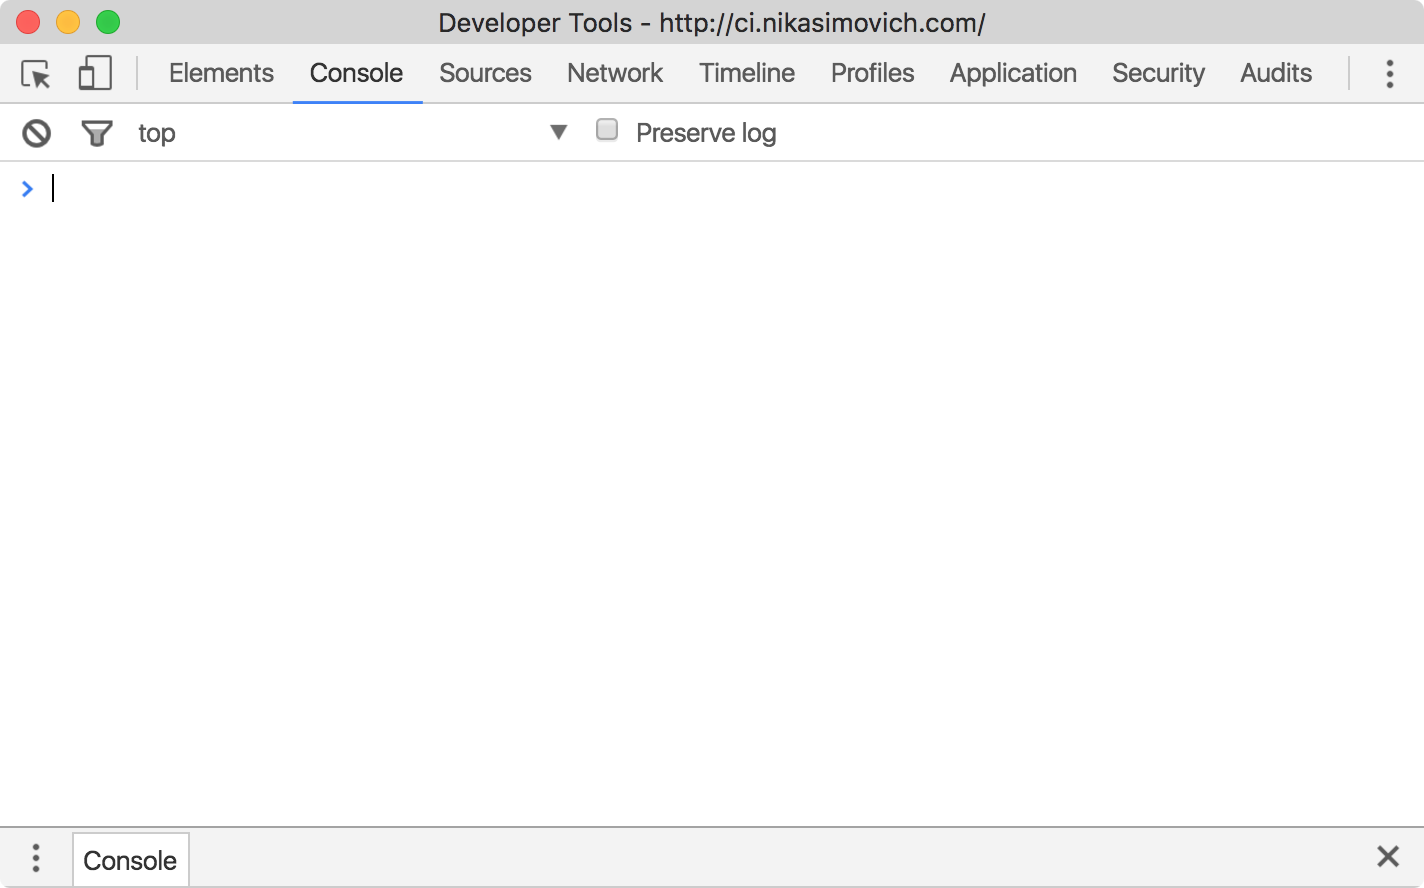 Developer Tools - http://ci.nikasimovich.com/
Elements Console Sources Network Timeline Profiles Application Security Audits
top Preserve log
Console